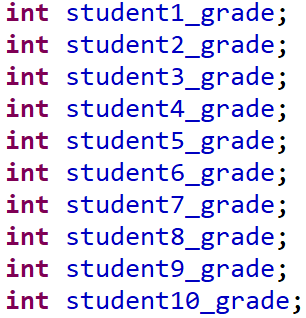 int student1_grade;
int student2_grade;
int student3_grade;
int student4_grade;
int student5_grade;
int student6_grade;
int student7_grade;
int student8_grade;
int student9_grade;
int student10_grade;